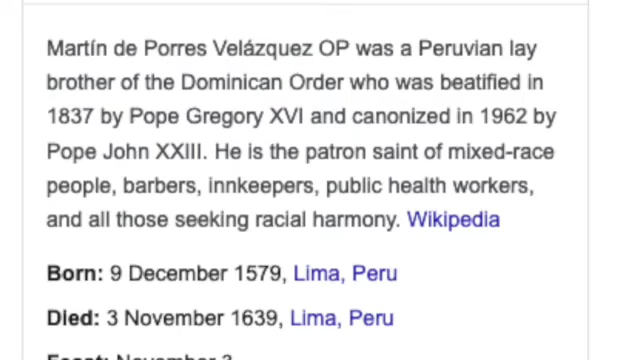 Martín de Porres Velázquez OP was a Peruvian lay
brother of the Dominican Order who was beatified in
1837 by Pope Gregory XVI and canonized in 1962 by
Pope John XXIII. He is the patron saint of mixed-race
people, barbers, innkeepers, public health workers,
and all those seeking racial harmony. Wikipedia
Born: 9 December 1579, Lima, Peru
Died: 3 November 1639, Lima, Peru
Feast: November 3